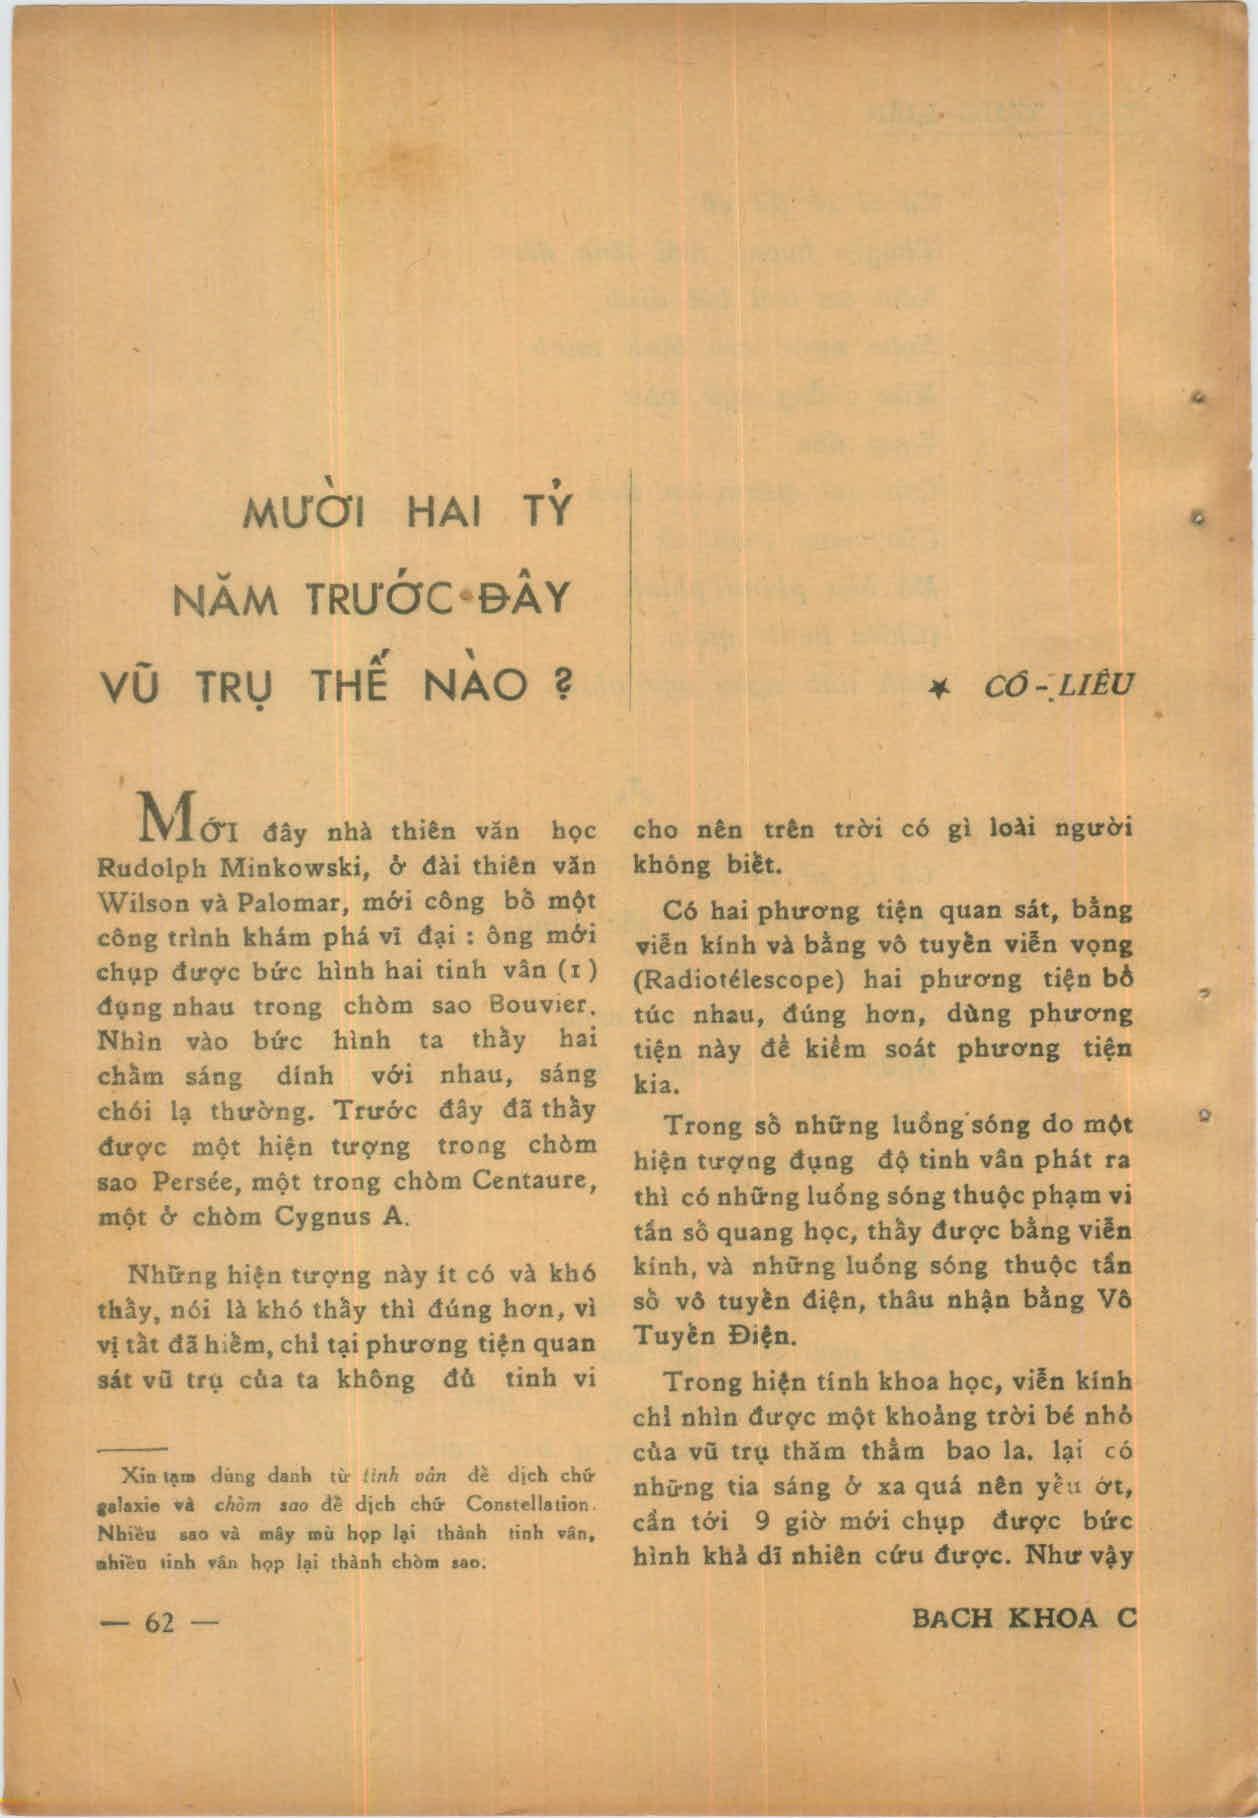 MƯỜI HAI TỶ
NĂM TRƯỚC ĐÂY
VŨ TRỤ THẾ NÀO ?
★ CÔ - LIÊU
MỚI đây nhà thiên văn học
Rudolph Minkowski, ở đài thiên văn
Wilson và Palomar, mới công bố một
công trình khám phá vĩ đại : ông mới
chụp được bức hình hai tinh vân (1)
đụng nhau trong chòm sao Bouvier.
Nhìn vào bức hình ta thấy hai
chấm sáng dính với nhau, sáng
chói lạ thường. Trước đây đã thấy
được một hiện tượng trong chòm
sao Persée, một trong chòm Centaure,
một ở chòm Cygnus A.
Những hiện tượng này ít có và khó
thấy, nói là khó thấy thì đúng hơn, vì
vị tất đã hiếm, chỉ tại phương tiện quan
sát vũ trụ của ta không đủ tinh vi
Xin tạm dùng danh từ tinh vân để dịch chữ
galaxie và chòm sao để dịch chữ Constellation.
Nhiều sao và mây mù họp lại thành tinh vân,
nhiều tinh vân họp lại thành chòm sao.
— 62 —
cho nên trên trời có gì loài người
không biết.
Có hai phương tiện quan sát, bằng
viễn kính và bằng vô tuyến viễn vọng
(Radiotélescope) hai phương tiện bổ
túc nhau, đúng hơn, dùng phương
tiện này để kiểm soát phương tiện
kia.
Trong số những luồng sóng do một
hiện tượng đụng độ tinh vân phát ra
thì có những luồng sóng thuộc phạm vi
tần số quang học, thấy được bằng viễn
kính, và những luồng sóng thuộc tần
số vô tuyến điện, thâu nhận bằng Vô
Tuyến Điện.
Trong hiện tính khoa học, viễn kính
chỉ nhìn được một khoảng trời bé nhỏ
của vũ trụ thăm thẳm bao la. lại có
những tia sáng ở xa quá nên yếu ớt,
cần tới 9 giờ mới chụp được bức
hình khả dĩ nhiên cứu được. Như vậy
BACH KHOA C